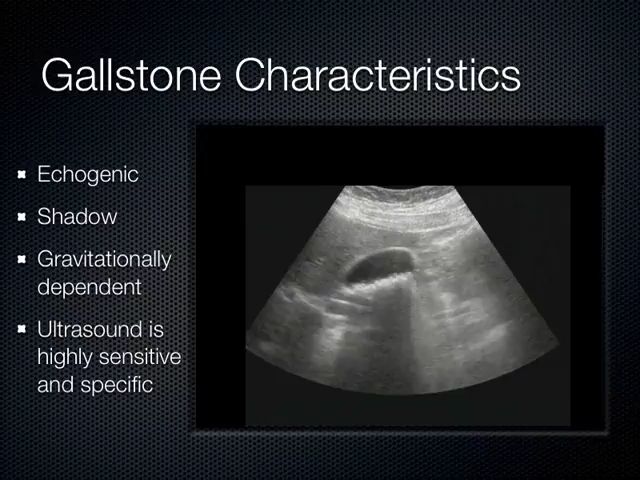 Gallstone Characteristics
Echogenic
Shadow
Gravitationally
dependent
Ultrasound is
highly sensitive
and specific